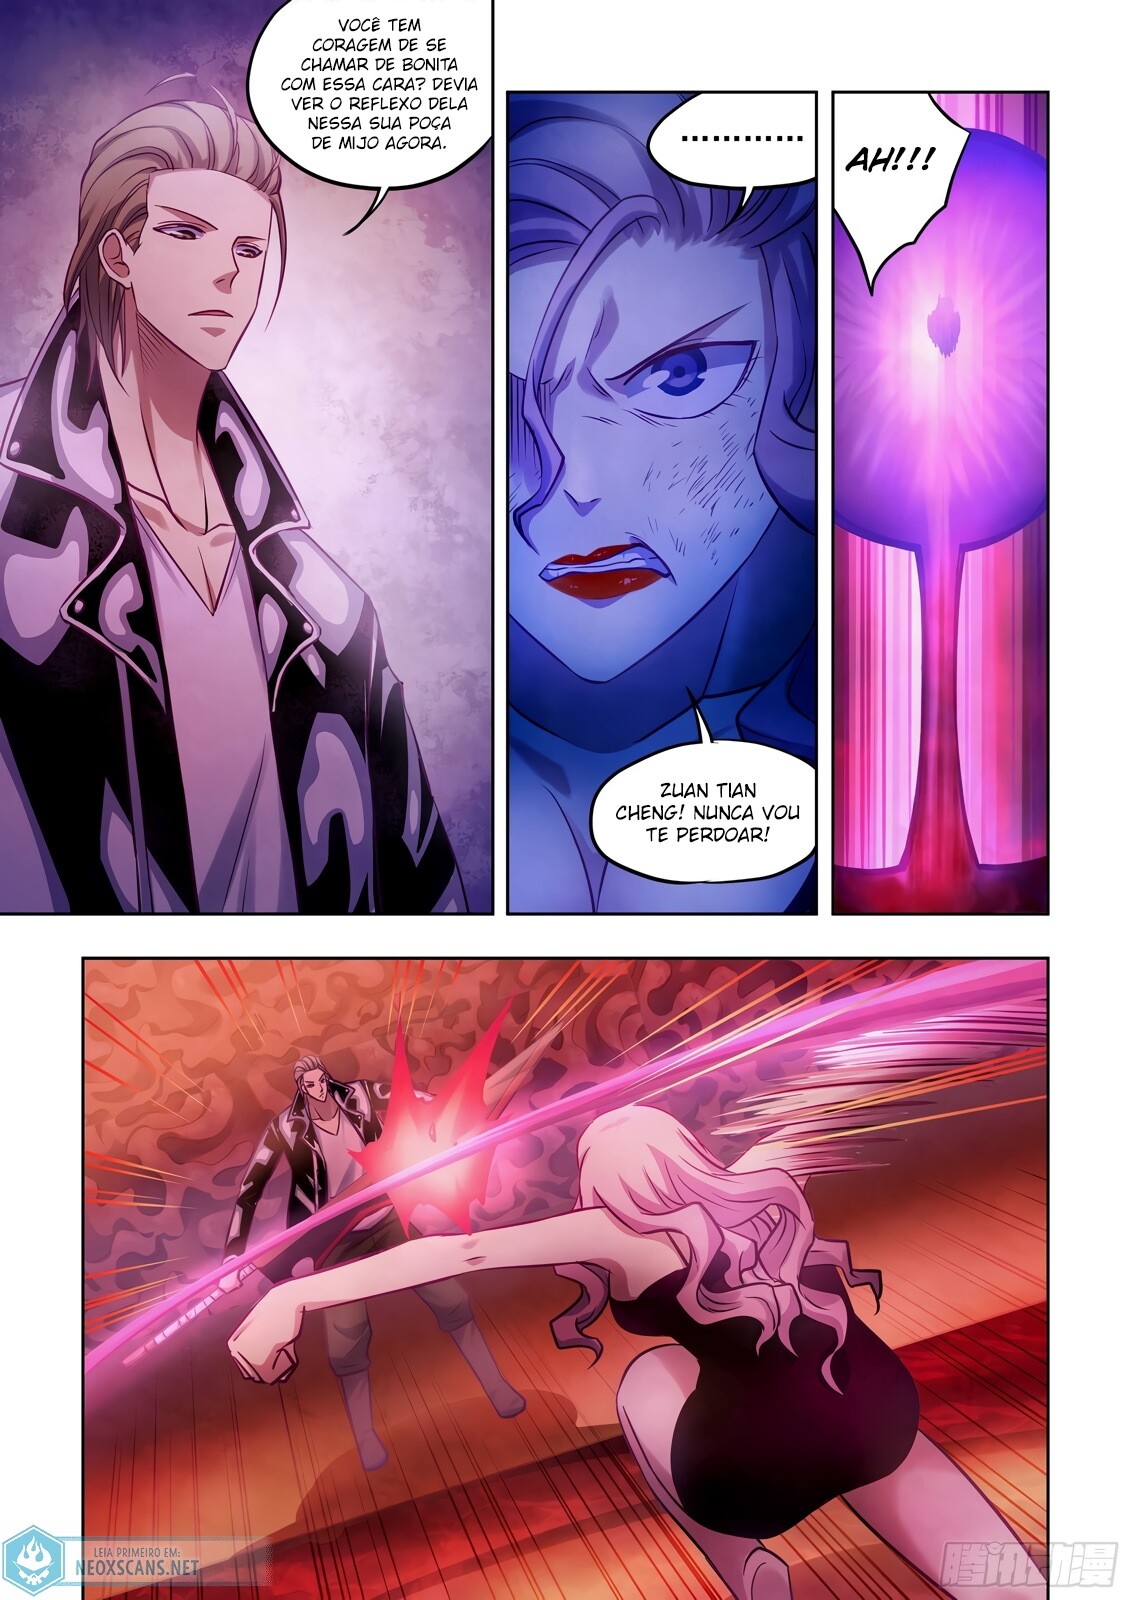 VOCÊ TEM
CORAGEM DE SE
CHAMAR DE BONITA
COM ESSA CARA? DEVIA
VER O REFLEXO DELA
NESSA SUA POÇA
DE MIJO AGORA.
............
AH!!!
ZUAN TIAN
CHENG! NUNCA VOU
TE PERDOAR!
LEIA PRIMEIRO EM:
NEOXSCANS.NET
腾讯动漫